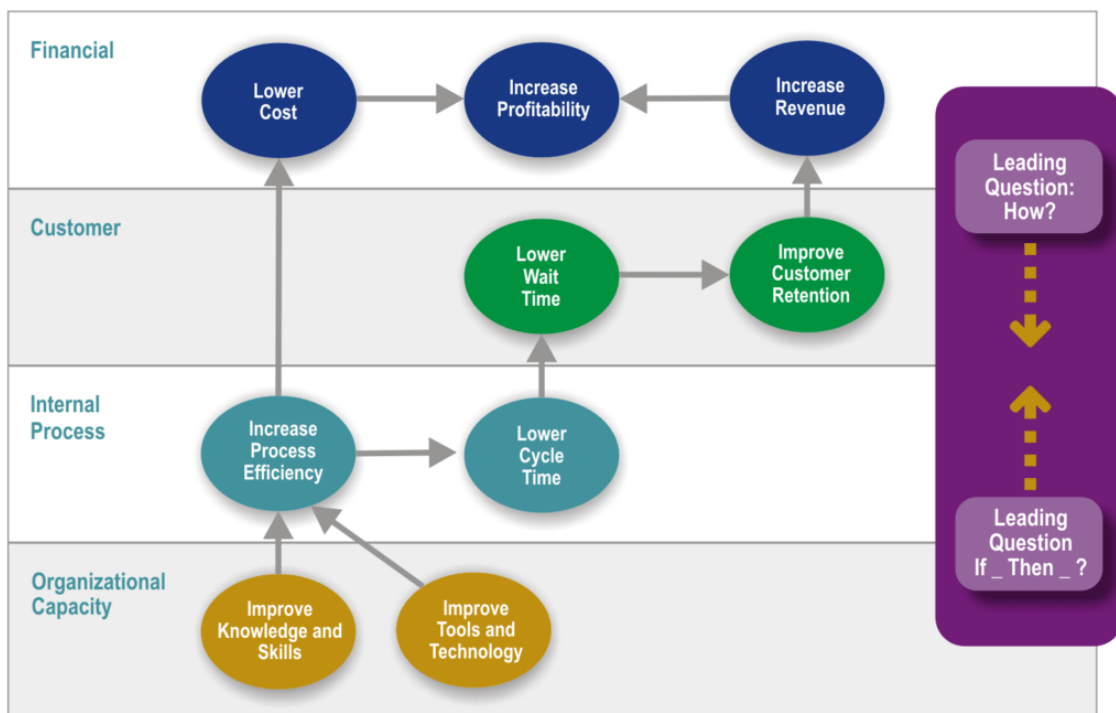 Financial
Lower
Cost
Increase
Profitability
Increase
Revenue
Leading
Question:
How?
Customer
Lower
Wait
Time
Improve
Customer
Retention
Internal
Process
Increase
Process
Efficiency
Lower
Cycle
Time
Leading
Question
If _ Then _ ?
Organizational
Capacity
Improve
Knowledge and
Skills
Improve
Tools and
Technology